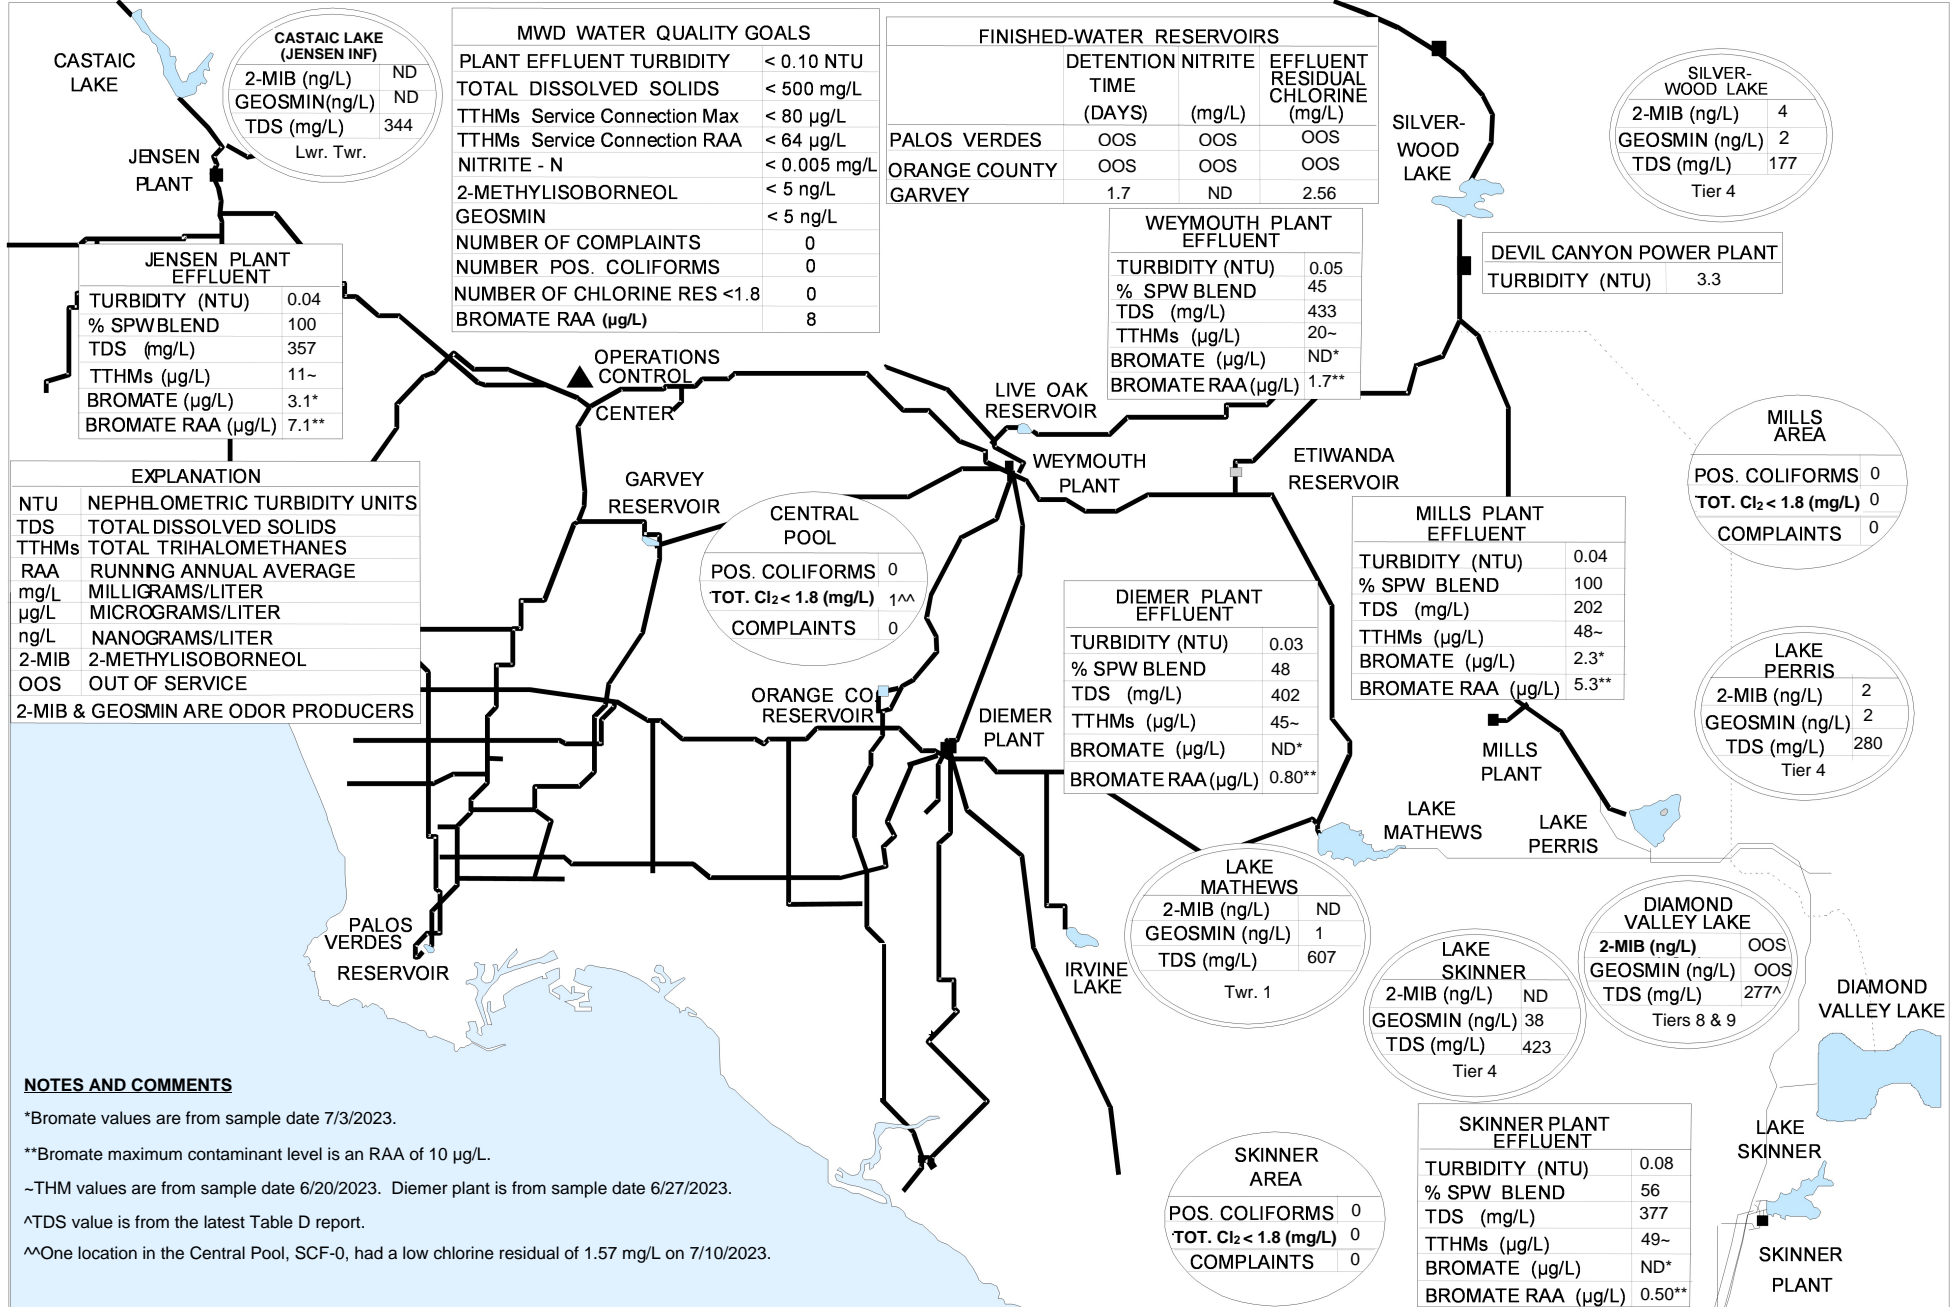 CASTAIC
LAKE
CASTAIC LAKE
(JENSEN INF)
2-MIB (ng/L) ND
GEOSMIN(ng/L) ND
TDS (mg/L) 344
Lwr. Twr.
JENSEN
PLANT
MWD WATER QUALITY GOALS
PLANT EFFLUENT TURBIDITY < 0.10 NTU
TOTAL DISSOLVED SOLIDS < 500 mg/L
TTHMs Service Connection Max < 80 µg/L
TTHMs Service Connection RAA < 64 µg/L
NITRITE - N < 0.005 mg/L
2-METHYLISOBORNEOL < 5 ng/L
GEOSMIN < 5 ng/L
NUMBER OF COMPLAINTS 0
NUMBER POS. COLIFORMS 0
NUMBER OF CHLORINE RES <1.8 0
BROMATE RAA (µg/L) 8
FINISHED-WATER RESERVOIRS
DETENTION TIME (DAYS) NITRITE (mg/L) EFFLUENT RESIDUAL CHLORINE (mg/L)
PALOS VERDES OOS OOS OOS
ORANGE COUNTY OOS OOS OOS
GARVEY 1.7 ND 2.56
SILVER-
WOOD
LAKE
SILVER-
WOOD LAKE
2-MIB (ng/L) 4
GEOSMIN (ng/L) 2
TDS (mg/L) 177
Tier 4
DEVIL CANYON POWER PLANT
TURBIDITY (NTU) 3.3
WEYMOUTH PLANT
EFFLUENT
TURBIDITY (NTU) 0.05
% SPW BLEND 45
TDS (mg/L) 433
TTHMs (µg/L) 20~
BROMATE (µg/L) ND*
BROMATE RAA (µg/L) 1.7**
JENSEN PLANT
EFFLUENT
TURBIDITY (NTU) 0.04
% SPW BLEND 100
TDS (mg/L) 357
TTHMs (µg/L) 11~
BROMATE (µg/L) 3.1*
BROMATE RAA (µg/L) 7.1**
OPERATIONS
CONTROL
CENTER
LIVE OAK
RESERVOIR
WEYMOUTH
PLANT
ETIWANDA
RESERVOIR
GARVEY
RESERVOIR
MILLS
AREA
POS. COLIFORMS 0
TOT. Cl2 < 1.8 (mg/L) 0
COMPLAINTS 0
EXPLANATION
NTU NEPHELOMETRIC TURBIDITY UNITS
TDS TOTAL DISSOLVED SOLIDS
TTHMs TOTAL TRIHALOMETHANES
RAA RUNNING ANNUAL AVERAGE
mg/L MILLIGRAMS/LITER
µg/L MICROGRAMS/LITER
ng/L NANOGRAMS/LITER
2-MIB 2-METHYLISOBORNEOL
OOS OUT OF SERVICE
2-MIB & GEOSMIN ARE ODOR PRODUCERS
CENTRAL
POOL
POS. COLIFORMS 0
TOT. Cl2 < 1.8 (mg/L) 1^^
COMPLAINTS 0
MILLS PLANT
EFFLUENT
TURBIDITY (NTU) 0.04
% SPW BLEND 100
TDS (mg/L) 202
TTHMs (µg/L) 48~
BROMATE (µg/L) 2.3*
BROMATE RAA (µg/L) 5.3**
DIEMER PLANT
EFFLUENT
TURBIDITY (NTU) 0.03
% SPW BLEND 48
TDS (mg/L) 402
TTHMs (µg/L) 45~
BROMATE (µg/L) ND*
BROMATE RAA (µg/L) 0.80**
ORANGE CO
RESERVOIR
DIEMER
PLANT
LAKE
PERRIS
2-MIB (ng/L) 2
GEOSMIN (ng/L) 2
TDS (mg/L) 280
Tier 4
MILLS
PLANT
LAKE
MATHEWS
LAKE
PERRIS
LAKE
MATHEWS
2-MIB (ng/L) ND
GEOSMIN (ng/L) 1
TDS (mg/L) 607
Twr. 1
DIAMOND
VALLEY LAKE
2-MIB (ng/L) OOS
GEOSMIN (ng/L) OOS
TDS (mg/L) 277^
Tiers 8 & 9
PALOS
VERDES
RESERVOIR
IRVINE
LAKE
LAKE
SKINNER
2-MIB (ng/L) ND
GEOSMIN (ng/L) 38
TDS (mg/L) 423
Tier 4
DIAMOND
VALLEY LAKE
NOTES AND COMMENTS
*Bromate values are from sample date 7/3/2023.
**Bromate maximum contaminant level is an RAA of 10 µg/L.
~THM values are from sample date 6/20/2023. Diemer plant is from sample date 6/27/2023.
^TDS value is from the latest Table D report.
^^One location in the Central Pool, SCF-0, had a low chlorine residual of 1.57 mg/L on 7/10/2023.
SKINNER
AREA
POS. COLIFORMS 0
TOT. Cl2 < 1.8 (mg/L) 0
COMPLAINTS 0
SKINNER PLANT
EFFLUENT
TURBIDITY (NTU) 0.08
% SPW BLEND 56
TDS (mg/L) 377
TTHMs (µg/L) 49~
BROMATE (µg/L) ND*
BROMATE RAA (µg/L) 0.50**
LAKE
SKINNER
SKINNER
PLANT